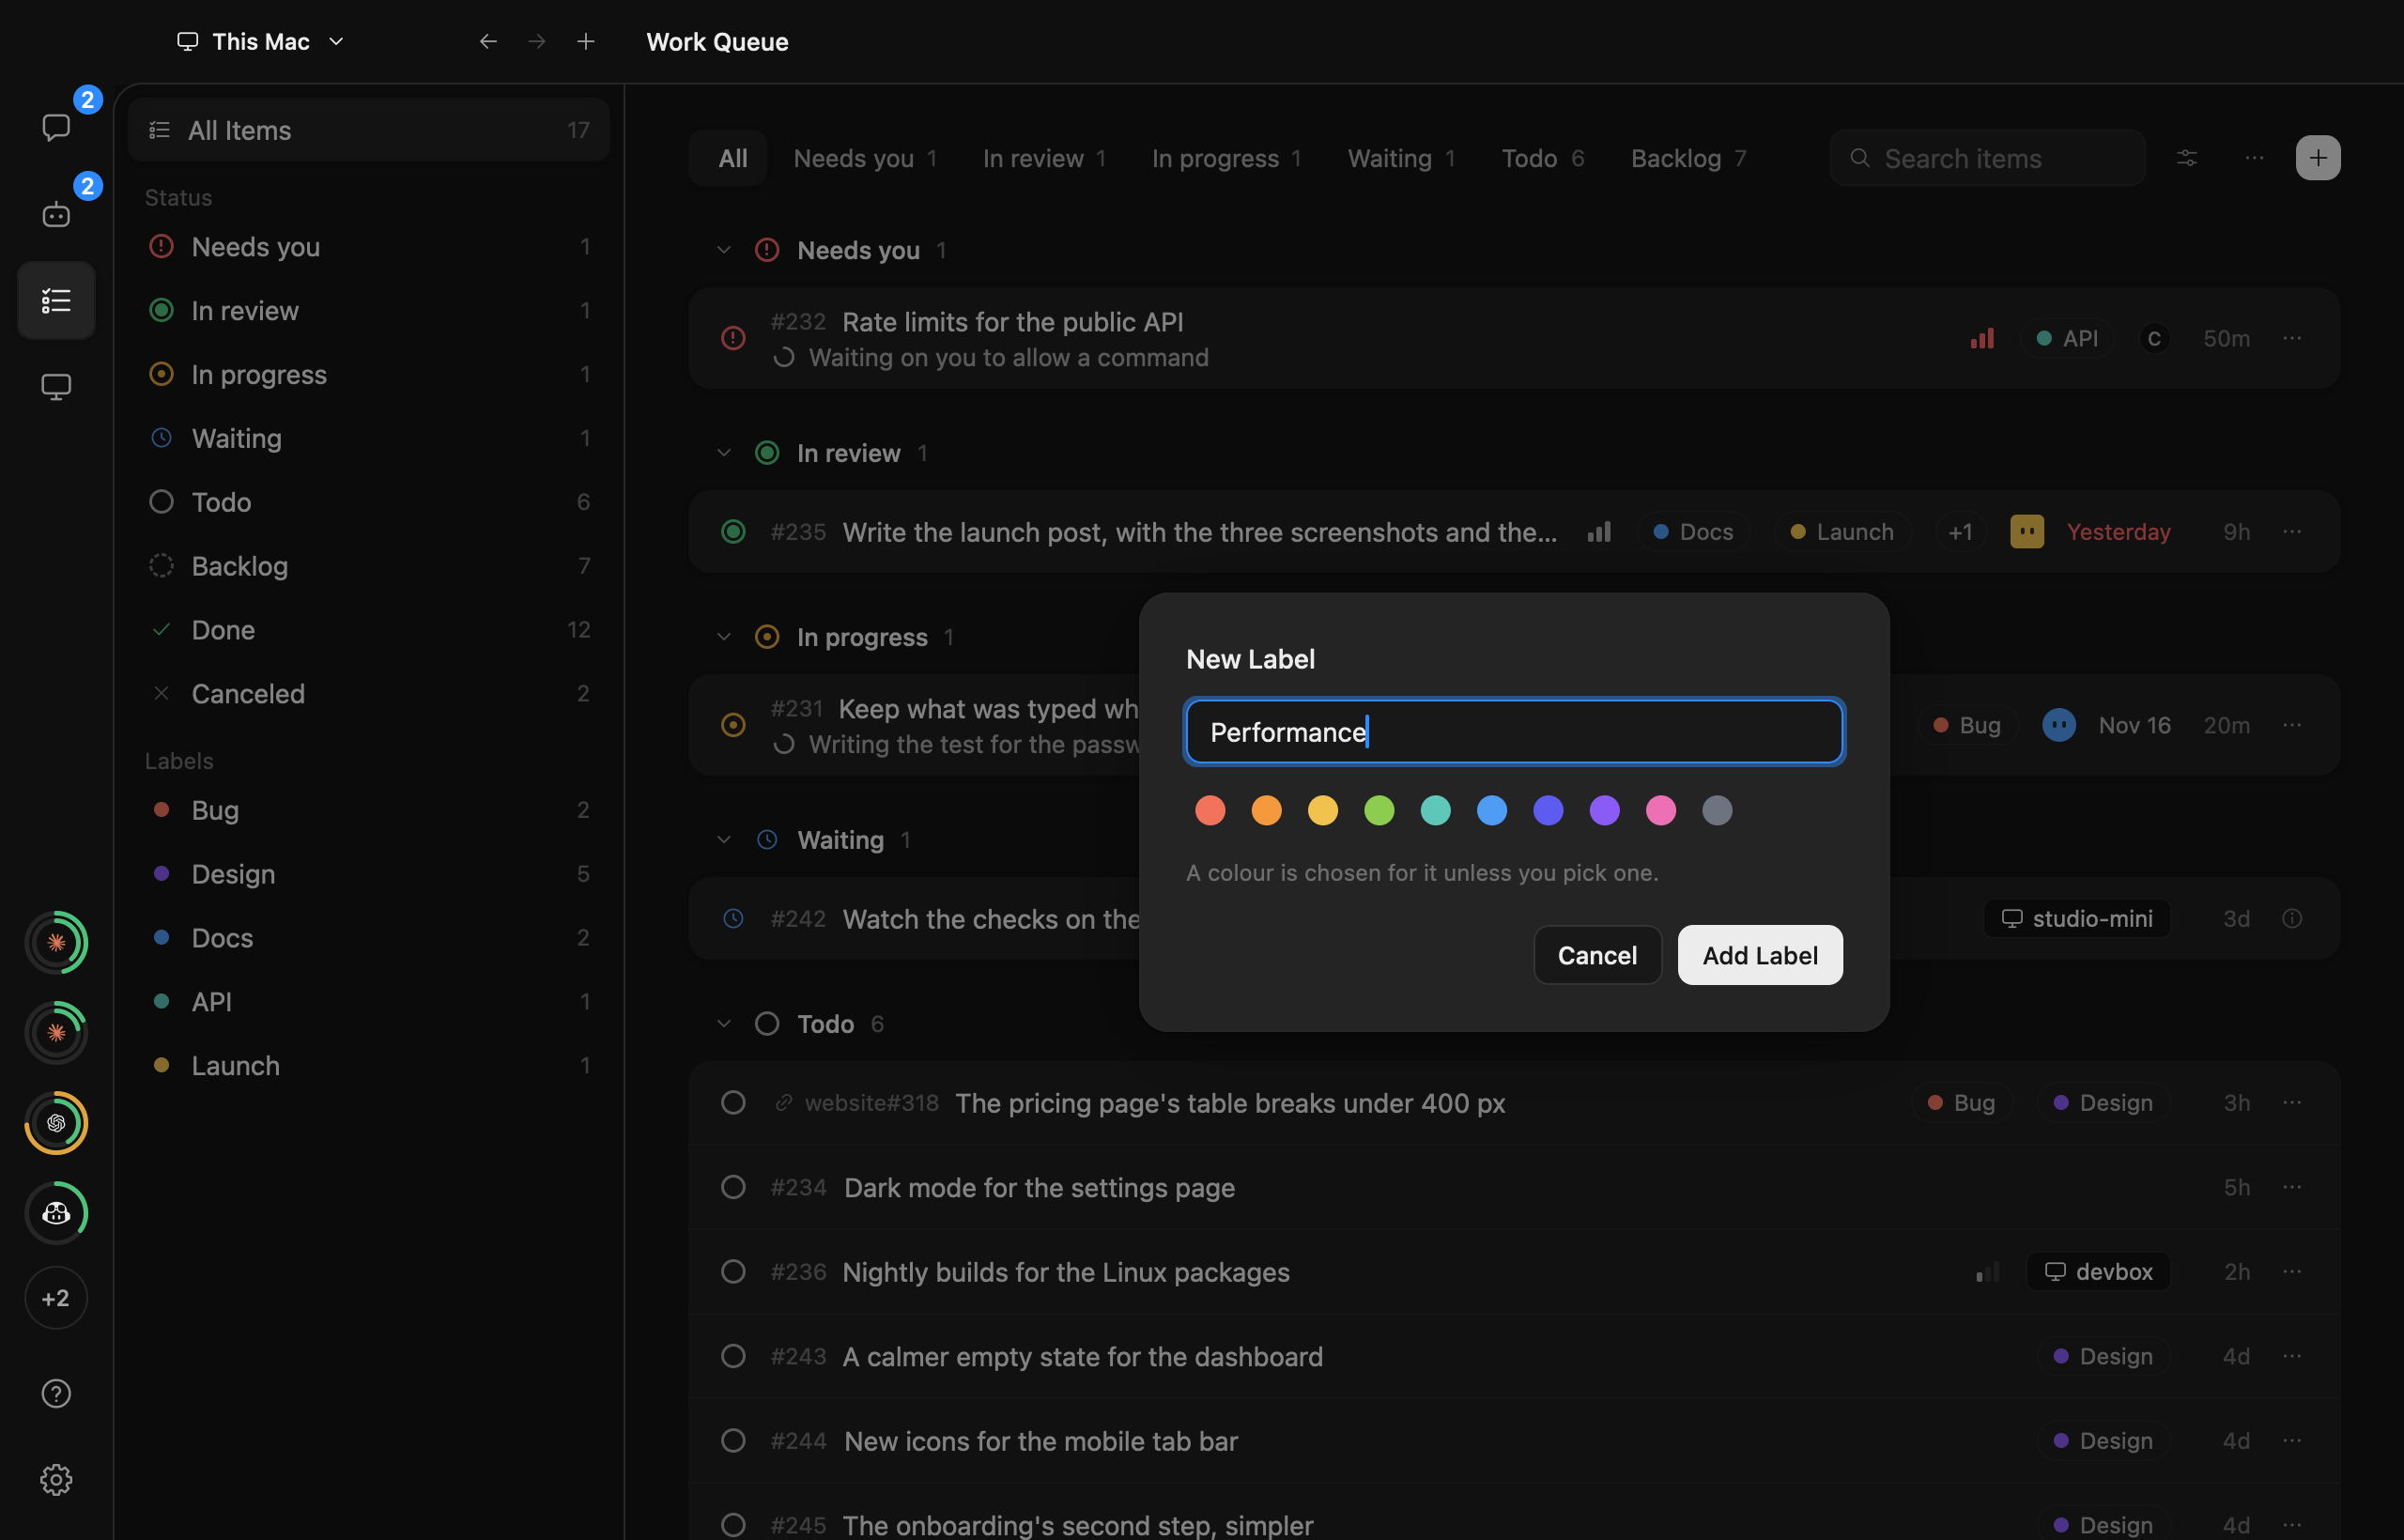 This Mac
Work Queue
2
2
+2
All Items 17
Status
Needs you 1
In review 1
In progress 1
Waiting 1
Todo 6
Backlog 7
Done 12
Canceled 2
Labels
Bug 2
Design 5
Docs 2
API 1
Launch 1
All Needs you 1 In review 1 In progress 1 Waiting 1 Todo 6 Backlog 7 Search items
Needs you 1
#232 Rate limits for the public API API C 50m
Waiting on you to allow a command
In review 1
#235 Write the launch post, with the three screenshots and the... Docs Launch +1 Yesterday 9h
In progress 1
#231 Keep what was typed wh Bug Nov 16 20m
Writing the test for the passw
Waiting 1
#242 Watch the checks on the studio-mini 3d
Todo 6
website#318 The pricing page's table breaks under 400 px Bug Design 3h
#234 Dark mode for the settings page 5h
#236 Nightly builds for the Linux packages devbox 2h
#243 A calmer empty state for the dashboard Design 4d
#244 New icons for the mobile tab bar Design 4d
#245 The onboarding's second step, simpler Design 4d
New Label
Performance
A colour is chosen for it unless you pick one.
Cancel Add Label